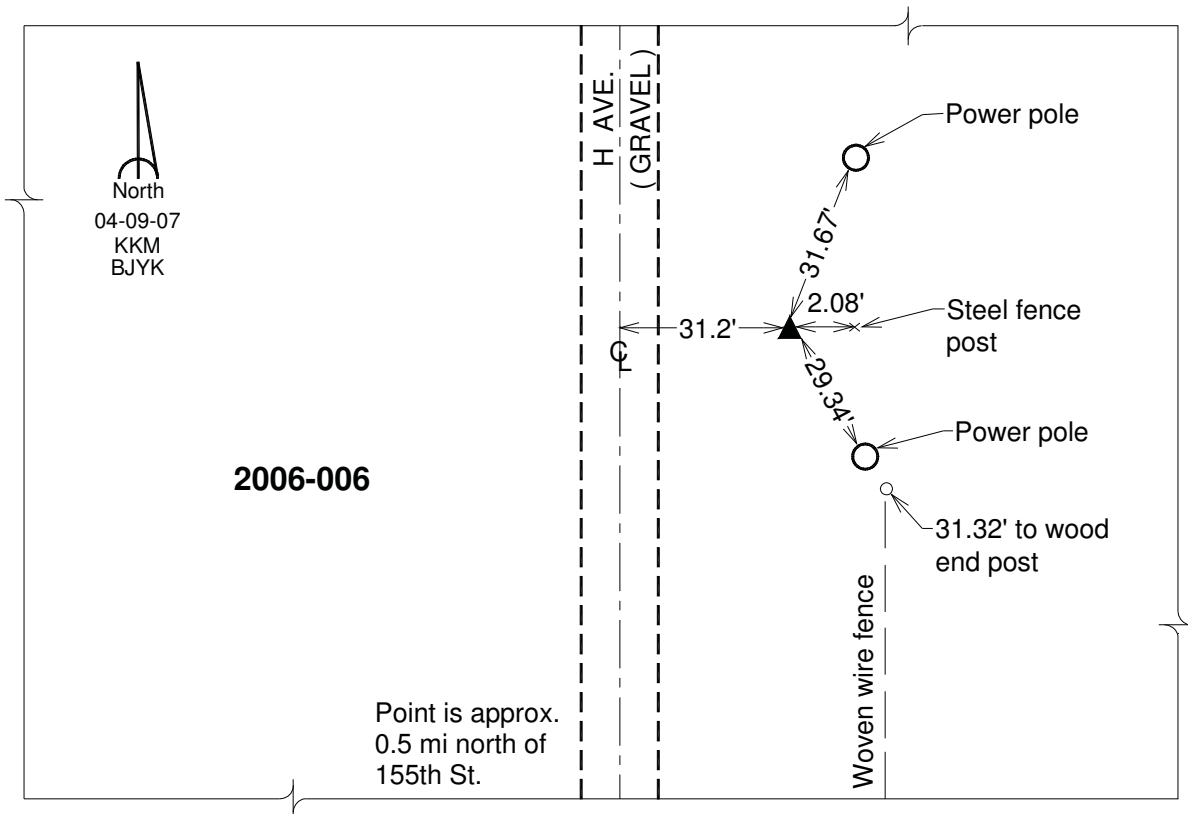 North
04-09-07
KKM
BJYK
H AVE.
( GRAVEL )
Power pole
31.67'
2.08'
Steel fence
post
31.2'
CL
29.34'
Power pole
2006-006
31.32' to wood
end post
Woven wire fence
Point is approx.
0.5 mi north of
155th St.